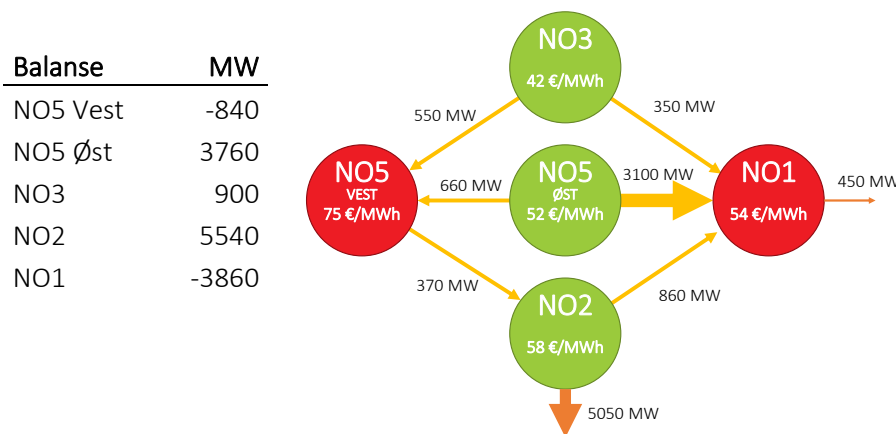 Balanse MW
NO5 Vest -840
NO5 Øst 3760
NO3 900
NO2 5540
NO1 -3860
NO3
42 €/MWh
550 MW
350 MW
NO5
VEST
75 €/MWh
660 MW
NO5
ØST
52 €/MWh
3100 MW
NO1
54 €/MWh
450 MW
370 MW
860 MW
NO2
58 €/MWh
5050 MW